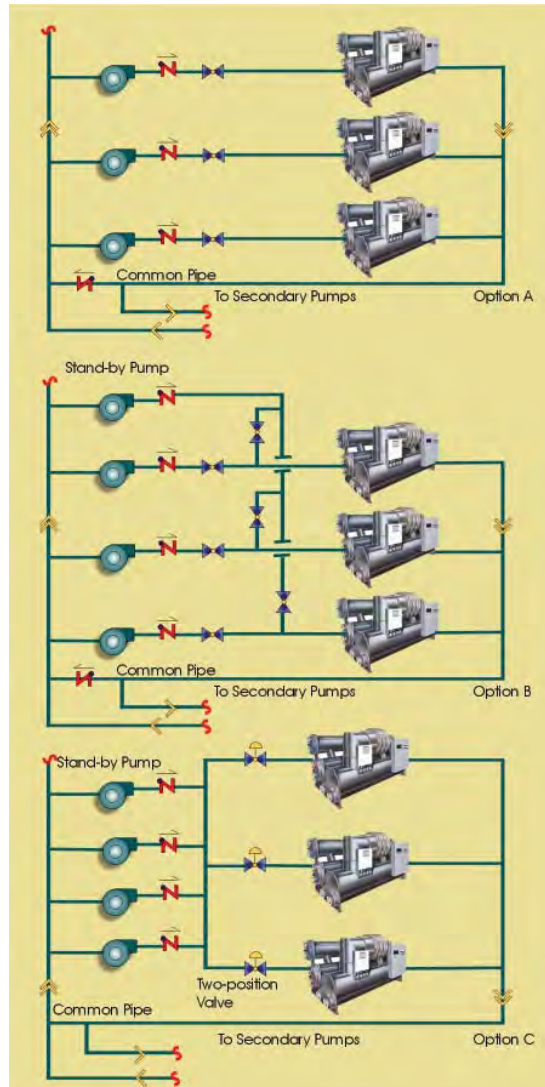 Common Pipe
To Secondary Pumps
Option A
Stand-by Pump
Common Pipe
To Secondary Pumps
Option B
Stand-by Pump
Two-position
Valve
Common Pipe
To Secondary Pumps
Option C